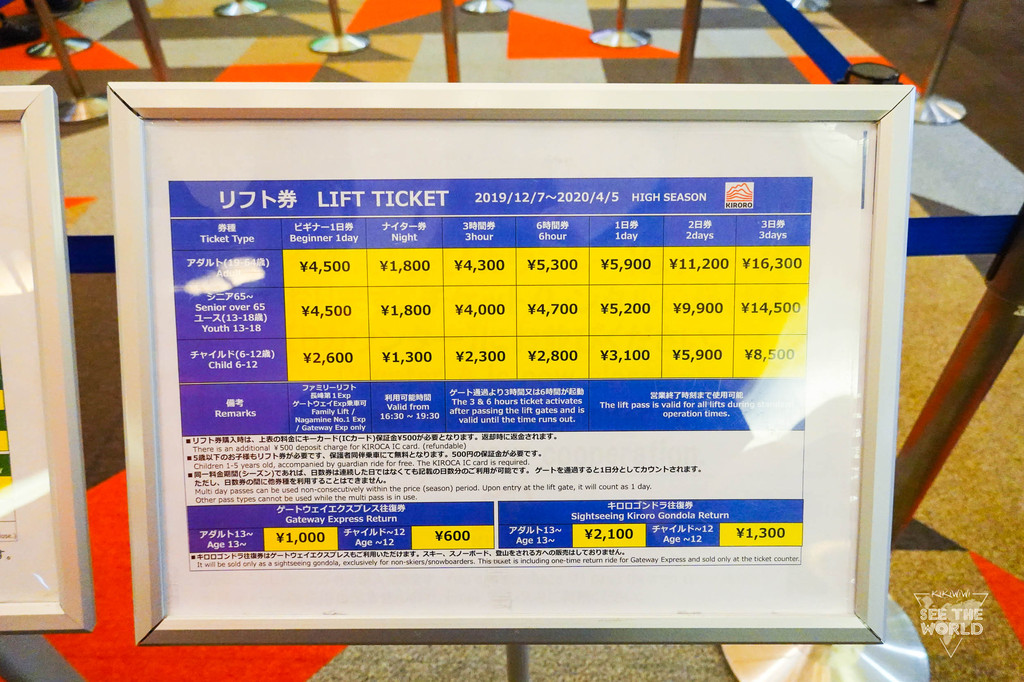 リフト券 LIFT TICKET 2019/12/7~2020/4/5 HIGH SEASON KIRORO
券種 ビギナー1日券 ナイター券 3時間券 6時間券 1日券 2日券 3日券
Ticket Type Beginner 1day Night 3hour 6hour 1day 2days 3days
アダルト
¥4,500 ¥1,800 ¥4,300 ¥5,300 ¥5,900 ¥11,200 ¥16,300
シニア65~
Senior over 65
ユース(13-18歳)
Youth 13-18
¥4,500 ¥1,800 ¥4,000 ¥4,700 ¥5,200 ¥9,900 ¥14,500
チャイルド(6-12歳)
Child 6-12
¥2,600 ¥1,300 ¥2,300 ¥2,800 ¥3,100 ¥5,900 ¥8,500
備考
Remarks
ファミリーリフト
長峰第1Exp
ゲートウェイExp乗車可
Family Lift /
Nagamine No.1 Exp
/ Gateway Exp only
利用可能時間
Valid from
16:30 ~ 19:30
ゲート通過より3時間又は6時間が起動
The 3 & 6 hours ticket activates
after passing the lift gates and is
valid until the time runs out.
営業終了時刻まで使用可能
The lift pass is valid for all lifts during
operation times.
■リフト券購入時は、上表の料金にキーカード(ICカード)保証金¥500が必要となります。返却時に返金されます。
There is an additional ¥500 deposit charge for KIROCA IC card. (refundable)
■5歳以下のお子様もリフト券が必要です、保護者同伴乗車にて無料となります。500円の保証金が必要です。
Children 1-5 years old, accompanied by guardian ride for free. The KIROCA IC card is required.
■同一料金期間(シーズン)であれば、日数券は連続した日ではなくても記載の日数分のご利用が可能です。 ゲートを通過すると1日分としてカウントされます。
ただし、日数券の間に他券種を利用することはできません。
Multi day passes can be used non-consecutively within the price (season) period. Upon entry at the lift gate, it will count as 1 day.
Other pass types cannot be used while the multi pass is in use.
ゲートウェイエクスプレス往復券
Gateway Express Return
アダルト13~
Age 13~
¥1,000
チャイルド~12
Age ~12
¥600
キロロゴンドラ往復券
Sightseeing Kiroro Gondola Return
アダルト13~
Age 13~
¥2,100
チャイルド~12
Age ~12
¥1,300
■キロロゴンドラ往復券はゲートウェイエクスプレスもご利用いただけます。スキー、スノーボード、登山をされる方への販売はしておりません。
It will be sold only as a sightseeing gondola, exclusively for non-skiers/snowboarders. This ticket is including one-time return ride for Gateway Express and sold only at the ticket counter.
KIKIWIWI
SEE THE
WORLD